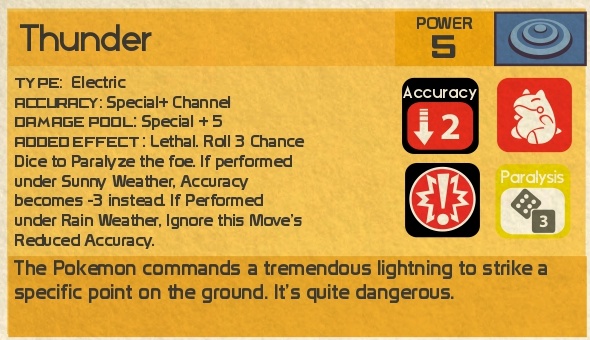 Thunder
POWER
5
TYPE: Electric
ACCURACY: Special+ Channel
DAMAGE POOL: Special + 5
ADDED EFFECT: Lethal. Roll 3 Chance
Dice to Paralyze the foe. If performed
under Sunny Weather, Accuracy
becomes -3 instead. If Performed
under Rain Weather, Ignore this Move's
Reduced Accuracy.
Accuracy
2
Paralysis
3
The Pokemon commands a tremendous lightning to strike a
specific point on the ground. It's quite dangerous.